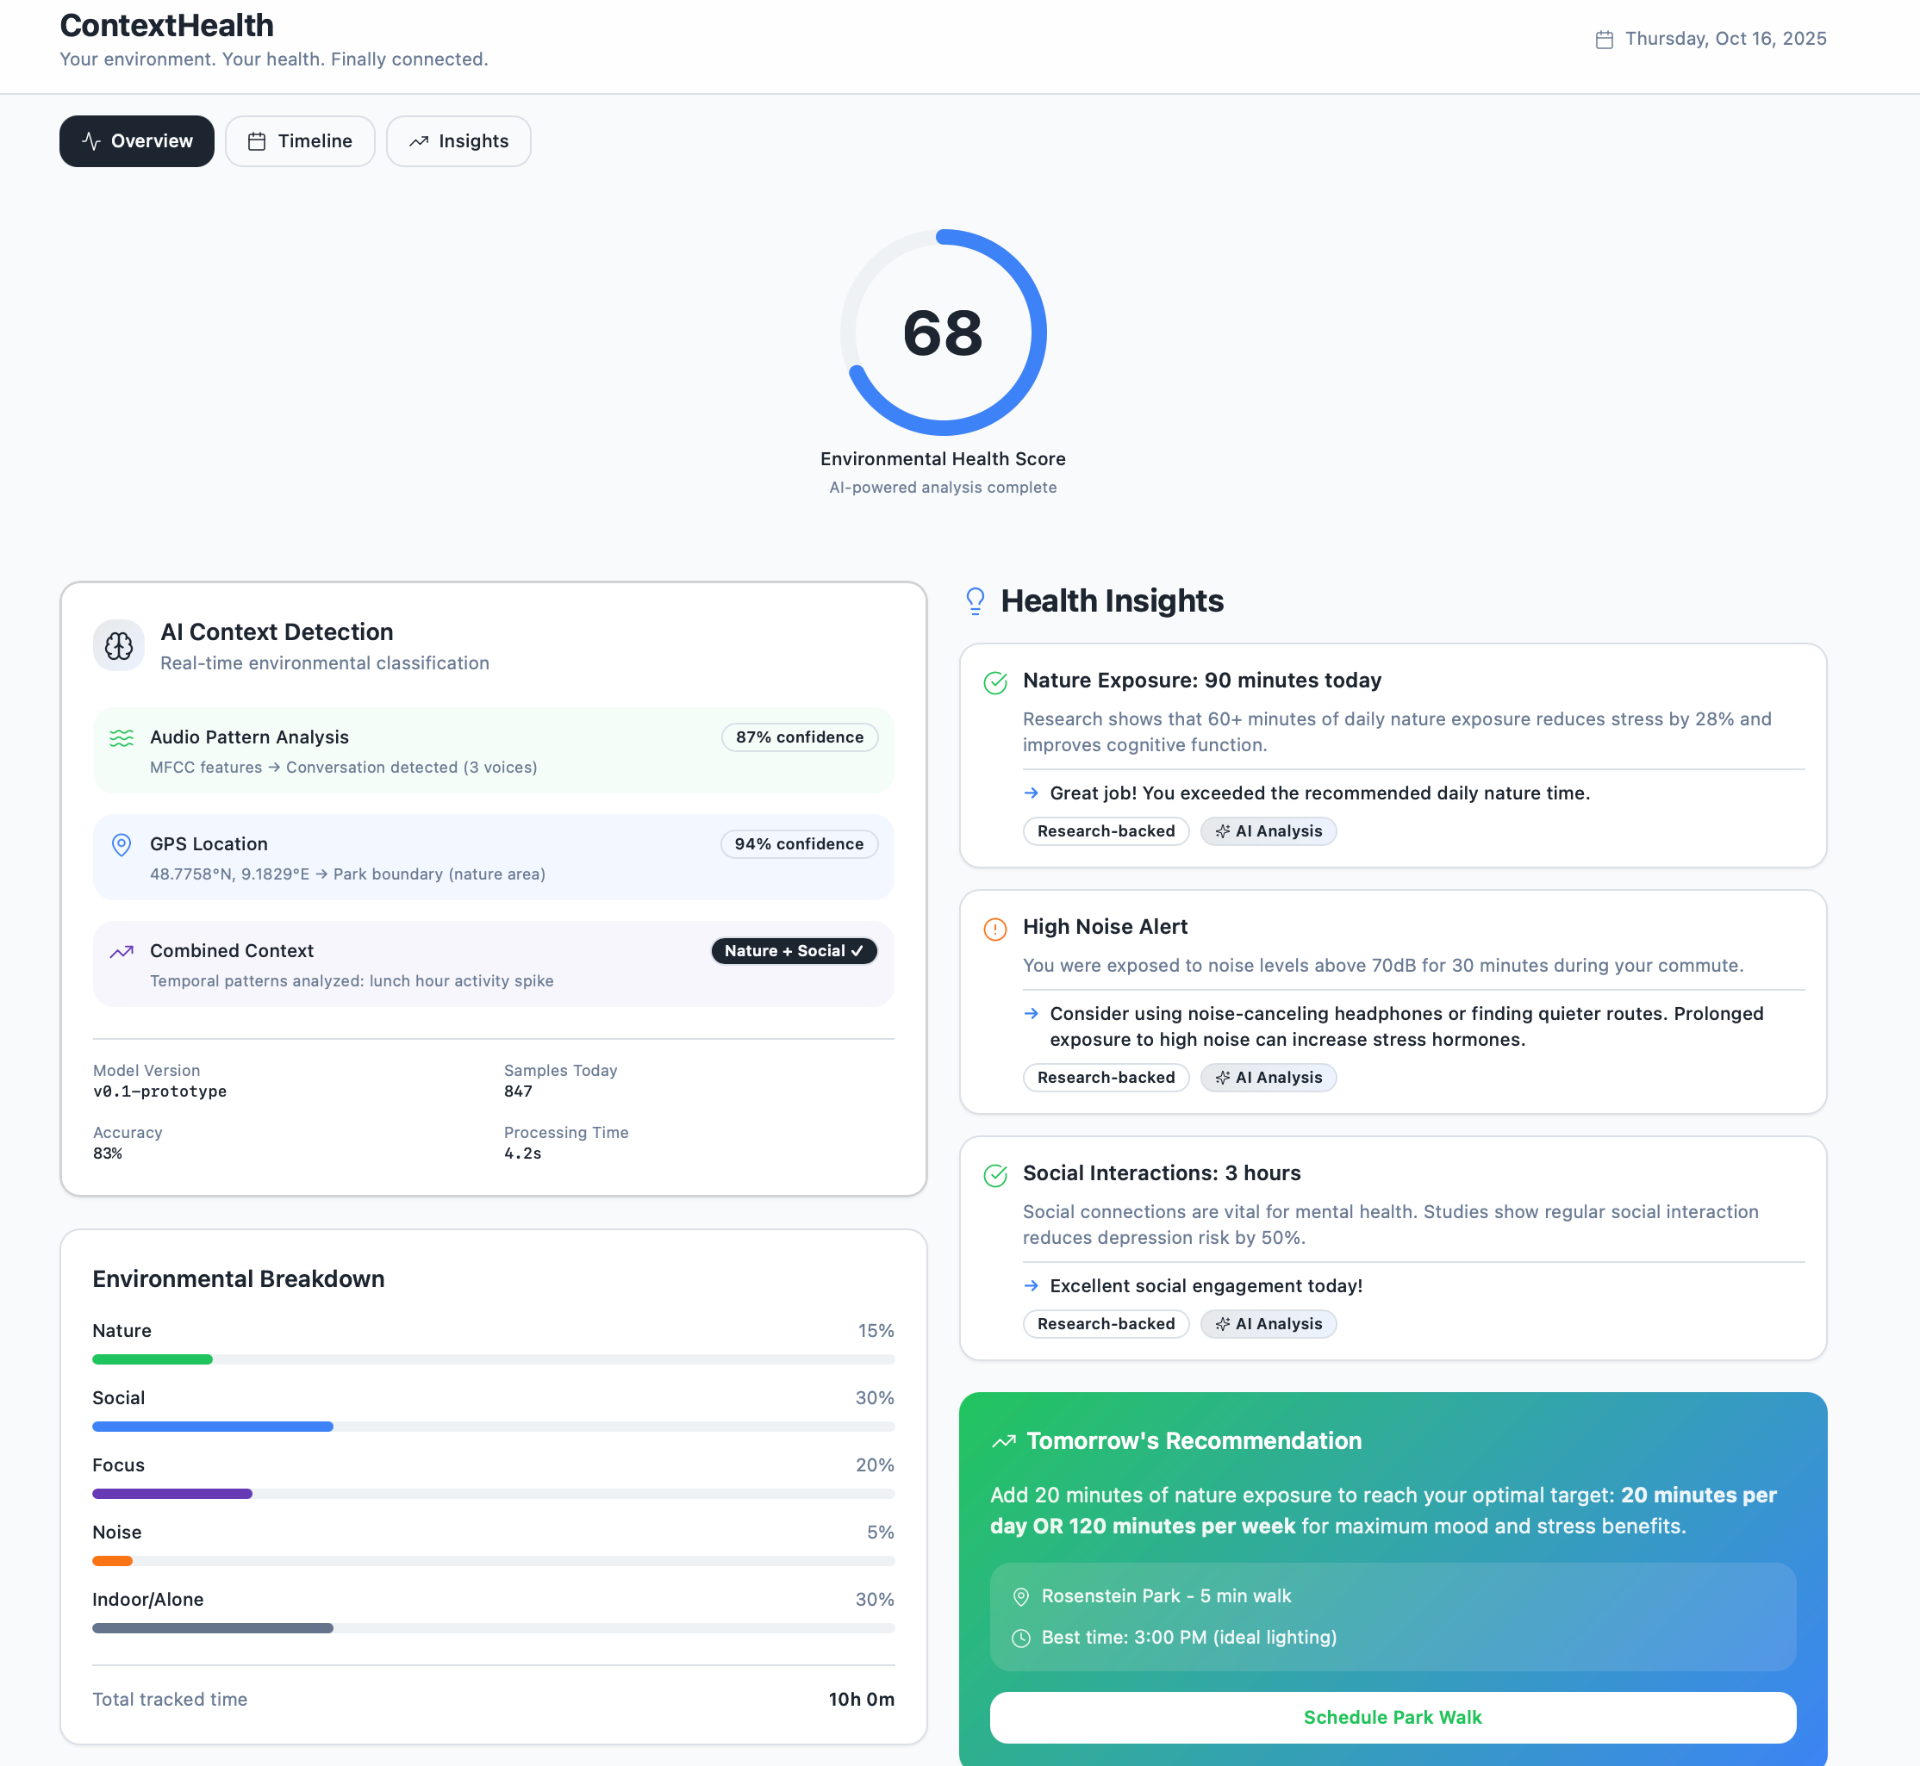 ContextHealth
Your environment. Your health. Finally connected.
Thursday, Oct 16, 2025
Overview
Timeline
Insights
68
Environmental Health Score
AI-powered analysis complete
AI Context Detection
Real-time environmental classification
Audio Pattern Analysis
87% confidence
MFCC features → Conversation detected (3 voices)
GPS Location
94% confidence
48.7758°N, 9.1829°E → Park boundary (nature area)
Combined Context
Nature + Social ✓
Temporal patterns analyzed: lunch hour activity spike
Model Version
v0.1-prototype
Samples Today
847
Accuracy
83%
Processing Time
4.2s
Environmental Breakdown
Nature 15%
Social 30%
Focus 20%
Noise 5%
Indoor/Alone 30%
Total tracked time 10h 0m
Health Insights
Nature Exposure: 90 minutes today
Research shows that 60+ minutes of daily nature exposure reduces stress by 28% and
improves cognitive function.
→ Great job! You exceeded the recommended daily nature time.
Research-backed
AI Analysis
High Noise Alert
You were exposed to noise levels above 70dB for 30 minutes during your commute.
→ Consider using noise-canceling headphones or finding quieter routes. Prolonged
exposure to high noise can increase stress hormones.
Research-backed
AI Analysis
Social Interactions: 3 hours
Social connections are vital for mental health. Studies show regular social interaction
reduces depression risk by 50%.
→ Excellent social engagement today!
Research-backed
AI Analysis
Tomorrow's Recommendation
Add 20 minutes of nature exposure to reach your optimal target: 20 minutes per
day OR 120 minutes per week for maximum mood and stress benefits.
Rosenstein Park - 5 min walk
Best time: 3:00 PM (ideal lighting)
Schedule Park Walk